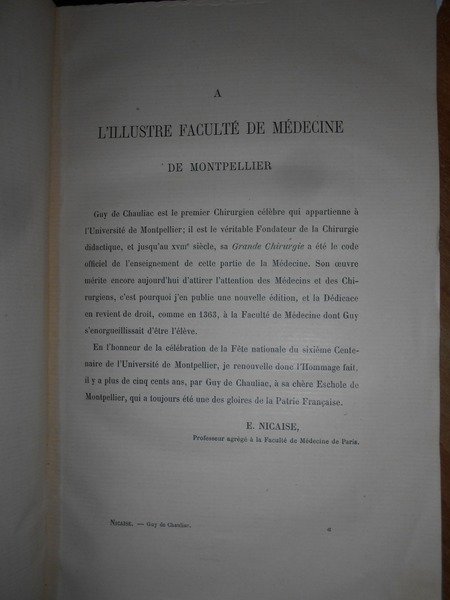 A
L'ILLUSTRE FACULTÉ DE MÉDECINE
DE MONTPELLIER
Guy de Chauliac est le premier Chirurgien célèbre qui appartienne à
l'Université de Montpellier; il est le véritable Fondateur de la Chirurgie
didactique, et jusqu'au XVIIIe siècle, sa Grande Chirurgie a été le code
officiel de l'enseignement de cette partie de la Médecine. Son œuvre
mérite encore aujourd'hui d'attirer l'attention des Médecins et des Chi-
rurgiens, c'est pourquoi j'en publie une nouvelle édition, et la Dédicace
en revient de droit, comme en 1363, à la Faculté de Médecine dont Guy
s'enorgueillissait d'être l'élève.
En l'honneur de la célébration de la Fête nationale du sixième Cente-
naire de l'Université de Montpellier, je renouvelle donc l'Hommage fait,
il y a plus de cinq cents ans, par Guy de Chauliac, à sa chère Eschole de
Montpellier, qui a toujours été une des gloires de la Patrie Française.
E. NICAISE,
Professeur agrégé à la Faculté de Médecine de Paris.
NICAISE. — Guy de Chauliac. a